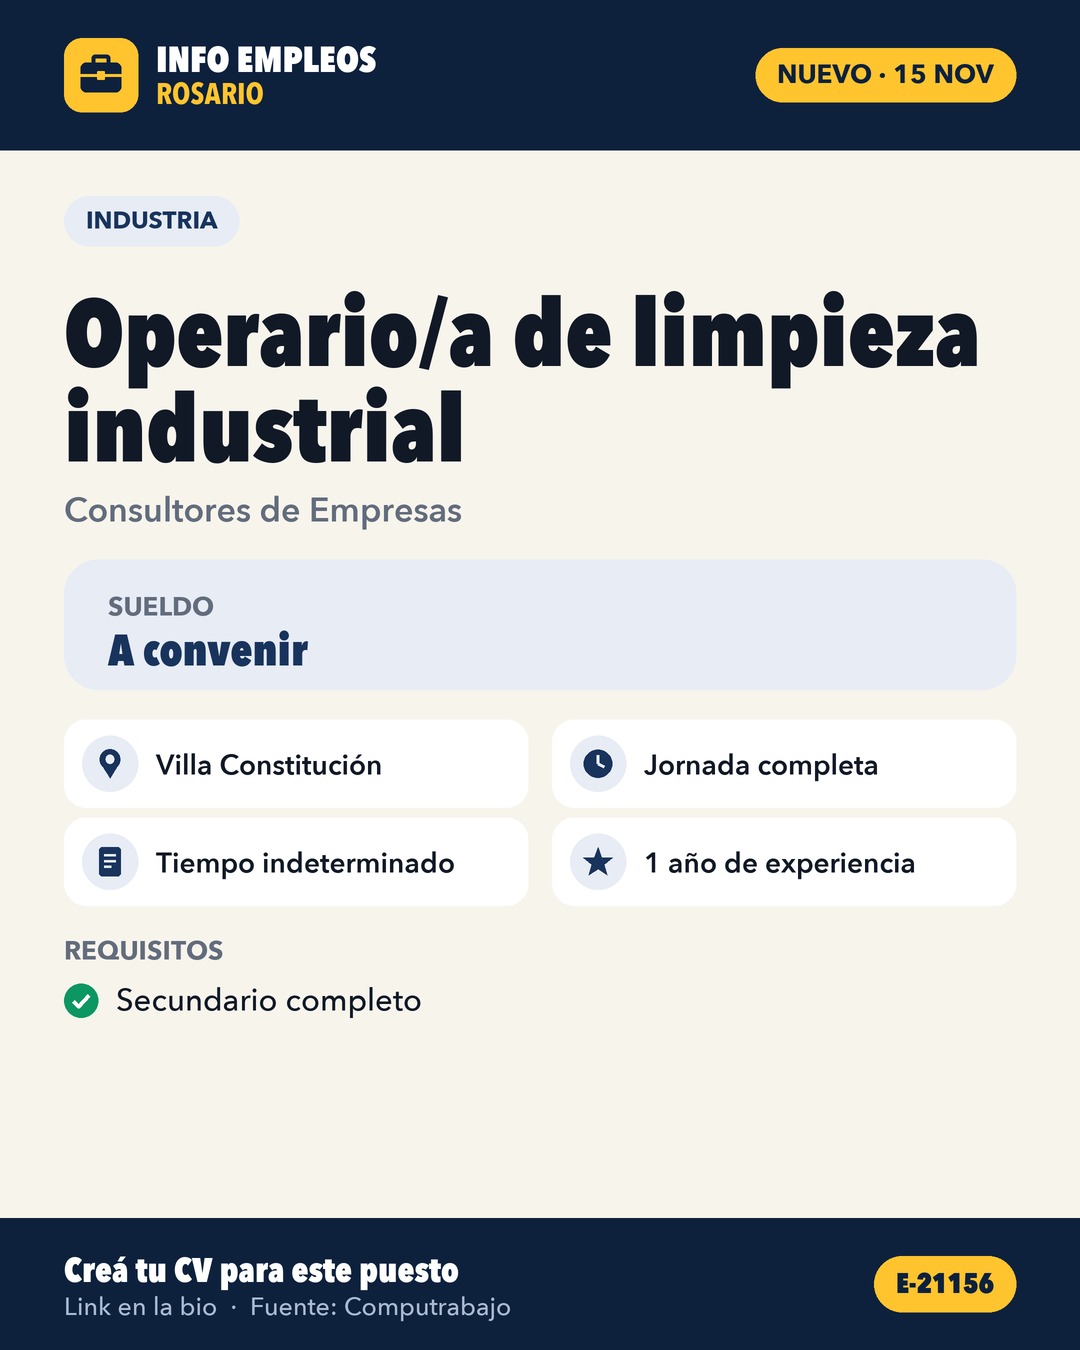 INFO EMPLEOS
ROSARIO
NUEVO · 15 NOV
INDUSTRIA
Operario/a de limpieza
industrial
Consultores de Empresas
SUELDO
A convenir
Villa Constitución
Jornada completa
Tiempo indeterminado
1 año de experiencia
REQUISITOS
Secundario completo
Creá tu CV para este puesto
Link en la bio · Fuente: Computrabajo
E-21156